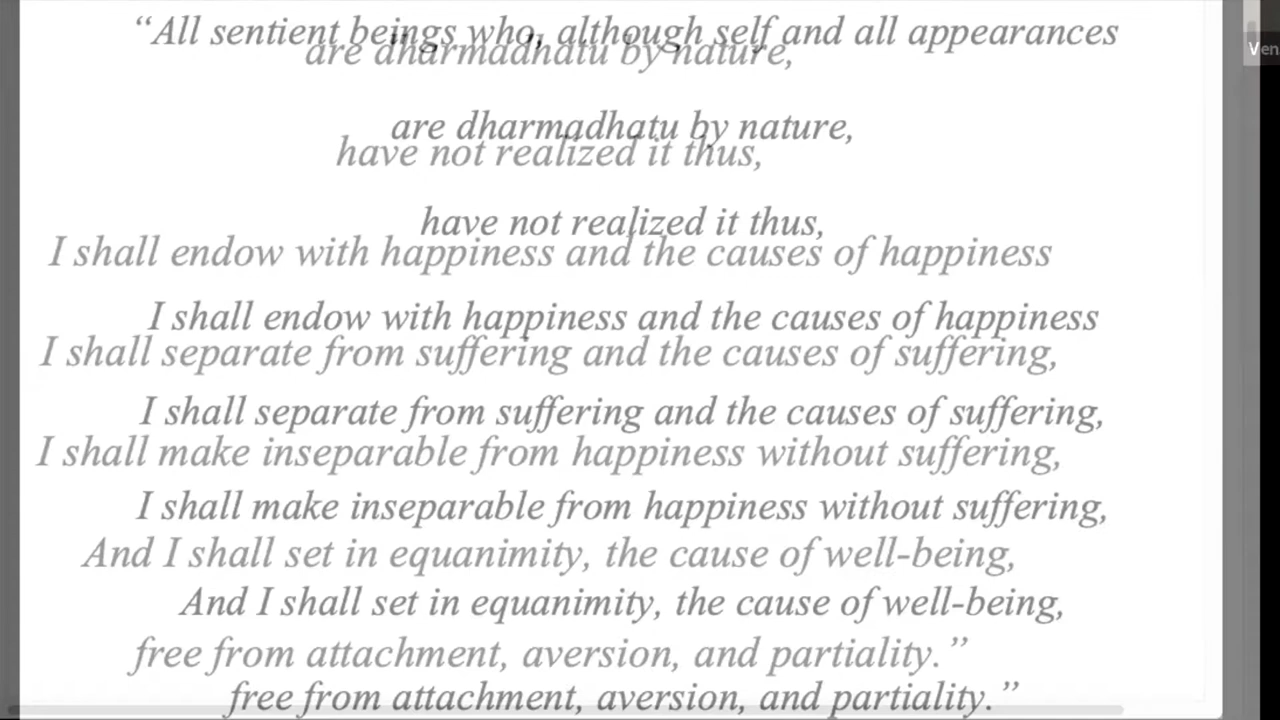 “All sentient beings who, although self and all appearances
are dharmadhatu by nature,
are dharmadhatu by nature,
have not realized it thus,
have not realized it thus,
I shall endow with happiness and the causes of happiness
I shall endow with happiness and the causes of happiness
I shall separate from suffering and the causes of suffering,
I shall separate from suffering and the causes of suffering,
I shall make inseparable from happiness without suffering,
I shall make inseparable from happiness without suffering,
And I shall set in equanimity, the cause of well-being,
And I shall set in equanimity, the cause of well-being,
free from attachment, aversion, and partiality.”
free from attachment, aversion, and partiality.”
Ven